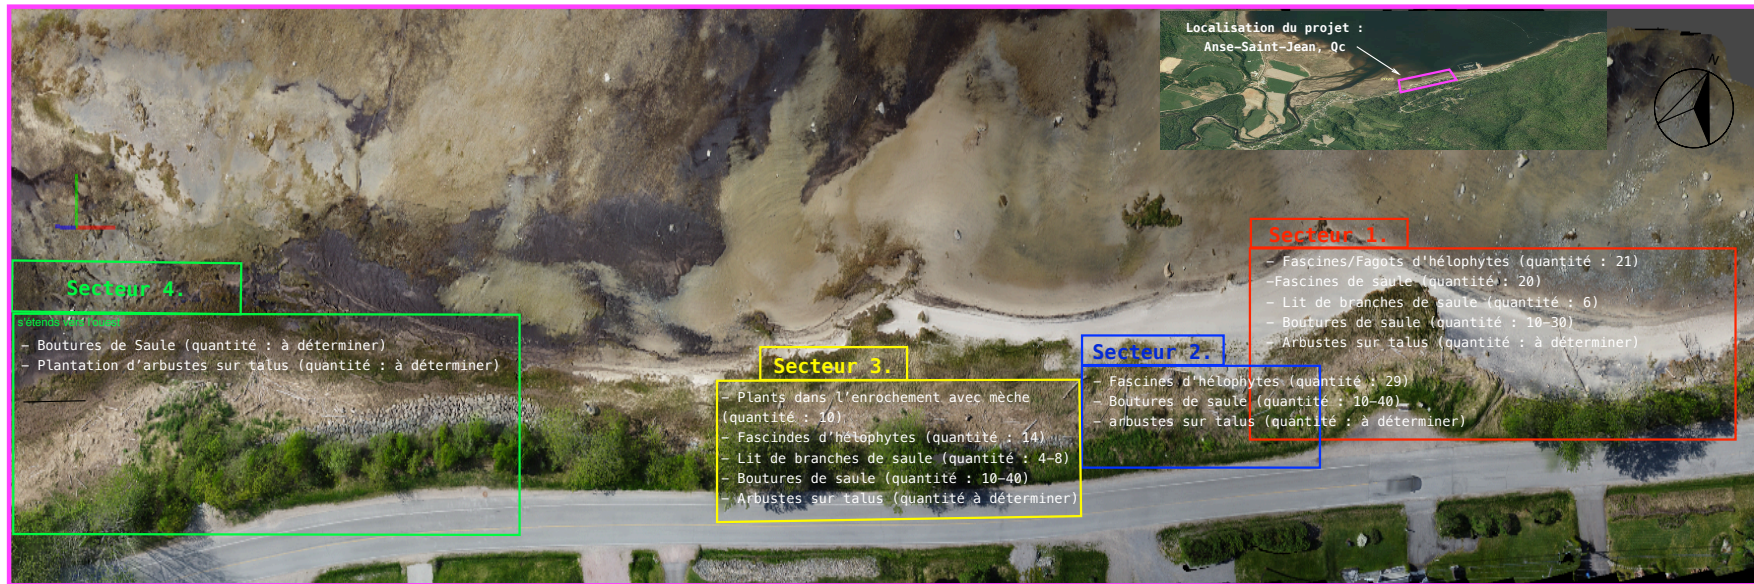 Localisation du projet :
Anse-Saint-Jean, Qc
N
Secteur 1.
- Fascines/Fagots d'hélophytes (quantité : 21)
-Fascines de saule (quantité : 20)
- Lit de branches de saule (quantité : 6)
- Boutures de saule (quantité : 10-30)
- Arbustes sur talus (quantité : à déterminer)
Secteur 2.
- Fascines d'hélophytes (quantité : 29)
- Boutures de saule (quantité : 10-40)
- arbustes sur talus (quantité : à déterminer)
Secteur 3.
- Plants dans l'enrochement avec mèche
(quantité : 10)
- Fascindes d'hélophytes (quantité : 14)
- Lit de branches de saule (quantité : 4-8)
- Boutures de saule (quantité : 10-40)
- Arbustes sur talus (quantité à déterminer)
Secteur 4.
s'étends vers l'ouest
- Boutures de Saule (quantité : à déterminer)
- Plantation d'arbustes sur talus (quantité : à déterminer)